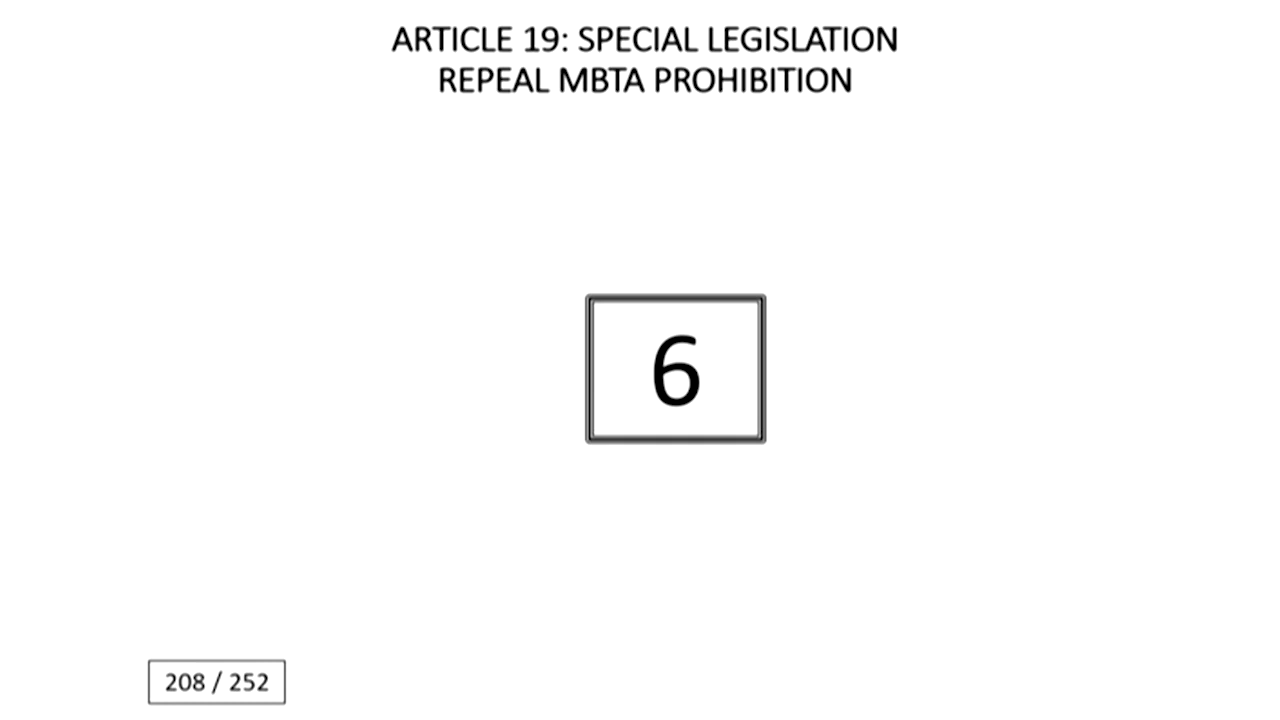 ARTICLE 19: SPECIAL LEGISLATION
REPEAL MBTA PROHIBITION
6
208 / 252